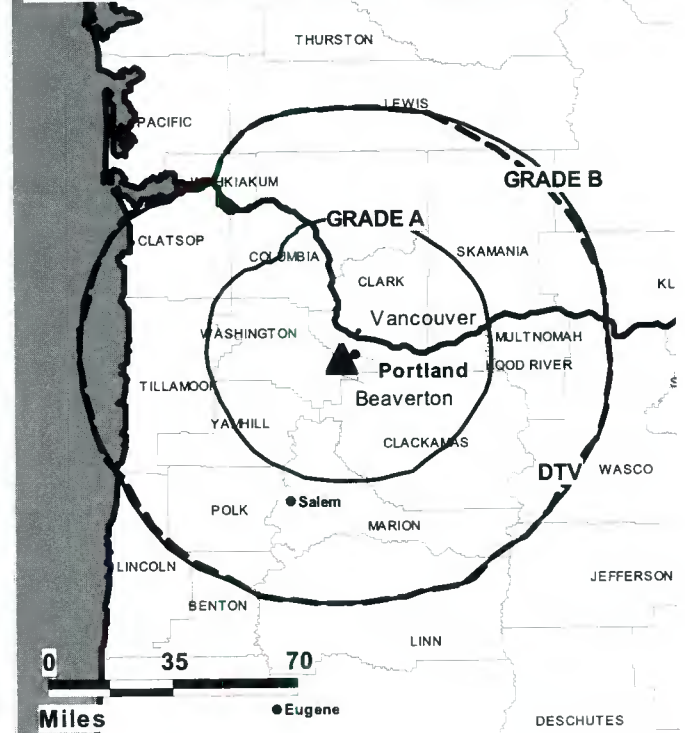 THURSTON
LEWIS
PACIFIC
GRADE B
GRADE A
CLATSOP
COLUMBIA
SKAMANIA
CLARK
KL
Vancouver
WASHINGTON
MULTNOMAH
HOOD RIVER
Portland
TILLAMOOK
Beaverton
YAMHILL
CLACKAMAS
DTV
WASCO
Salem
POLK
MARION
LINCOLN
JEFFERSON
BENTON
LINN
0 35 70
Miles
Eugene
DESCHUTES